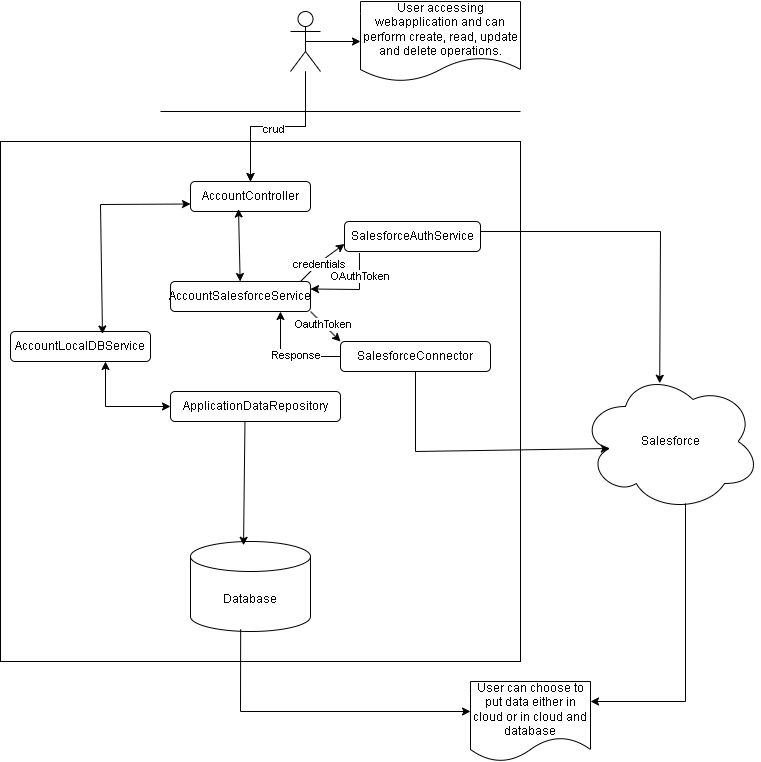 User accessing
webapplication and can
perform create, read, update
and delete operations.
crud
AccountController
SalesforceAuthService
credentials
OAuthToken
AccountSalesforceService
OauthToken
AccountLocalDBService
Response
SalesforceConnector
ApplicationDataRepository
Salesforce
Database
User can choose to
put data either in
cloud or in cloud and
database